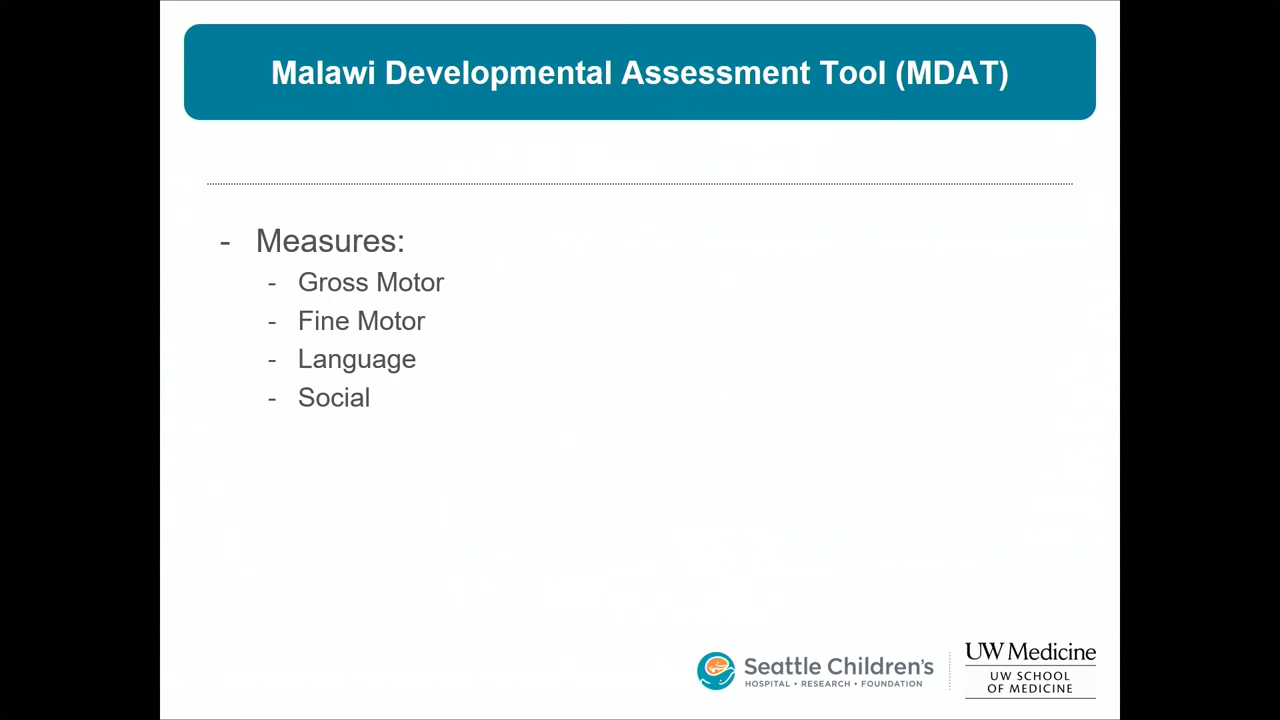 Malawi Developmental Assessment Tool (MDAT)
- Measures:
- Gross Motor
- Fine Motor
- Language
- Social
Seattle Children's
HOSPITAL • RESEARCH • FOUNDATION
UW Medicine
UW SCHOOL
OF MEDICINE